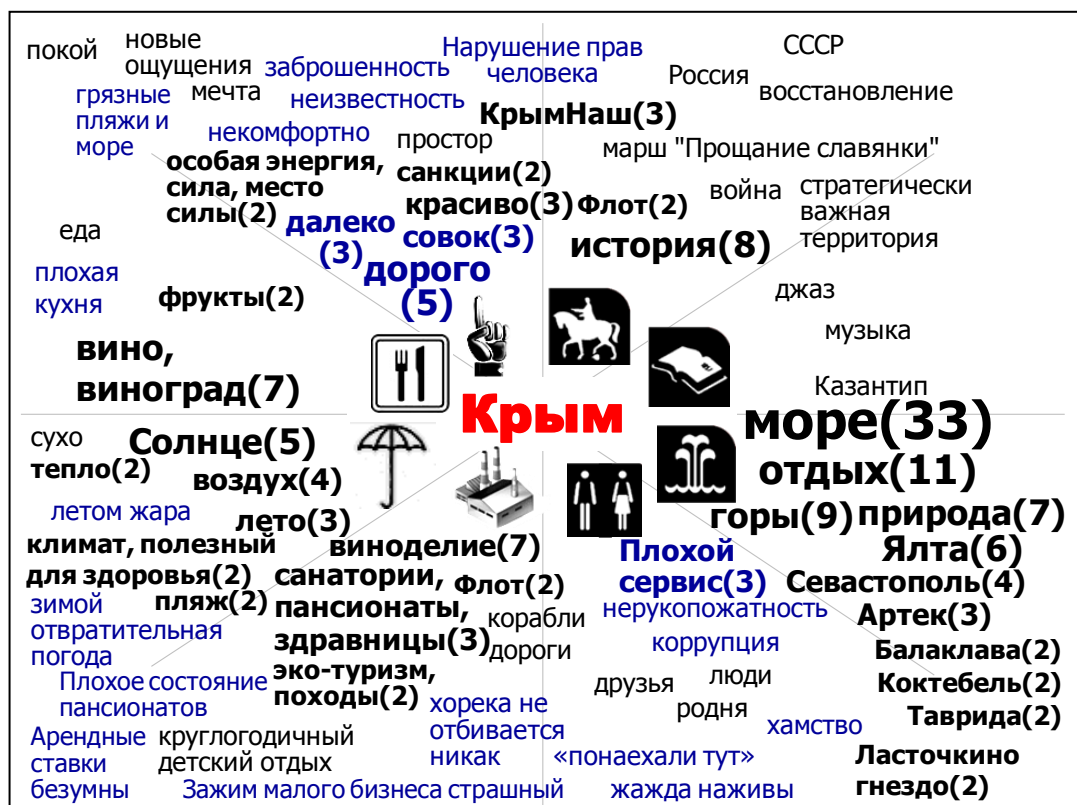 покой
новые
ощущения
мечта
заброшенность
неизвестность
Нарушение прав
человека
СССР
Россия
восстановление
грязные
пляжи и
море
некомфортно
простор
КрымНаш(3)
марш "Прощание славянки"
особая энергия,
сила, место
силы(2)
санкции(2)
красиво(3)
Флот(2)
война
стратегически
важная
территория
еда
далеко
(3)
совок(3)
история(8)
плохая
кухня
дорого
(5)
фрукты(2)
джаз
музыка
вино,
виноград(7)
Казантип
Крым
море(33)
сухо
Солнце(5)
тепло(2)
воздух(4)
отдых(11)
летом жара
лето(3)
горы(9)
природа(7)
климат, полезный
для здоровья(2)
виноделие(7)
Плохой
сервис(3)
Ялта(6)
санатории,
пансионаты,
здравницы(3)
Флот(2)
Севастополь(4)
зимой
отвратительная
погода
пляж(2)
корабли
дороги
нерукопожатность
Артек(3)
коррупция
Балаклава(2)
Плохое состояние
пансионатов
эко-туризм,
походы(2)
друзья
люди
родня
Коктебель(2)
хорека не
отбивается
никак
хамство
Таврида(2)
Арендные
ставки
безумны
круглогодичный
детский отдых
«понаехали тут»
Ласточкино
гнездо(2)
Зажим малого бизнеса страшный
жажда наживы